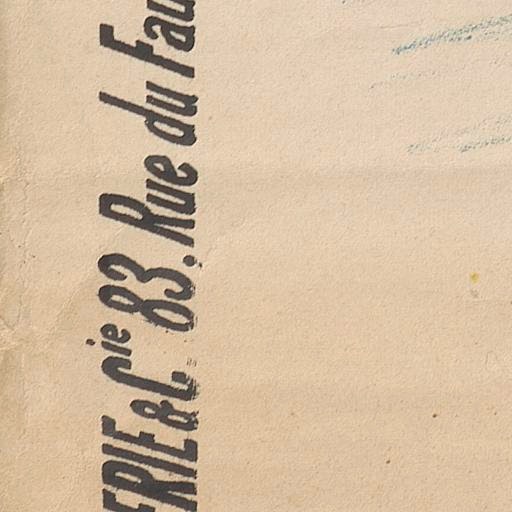 ERIE & Cie 83. Rue du Fau